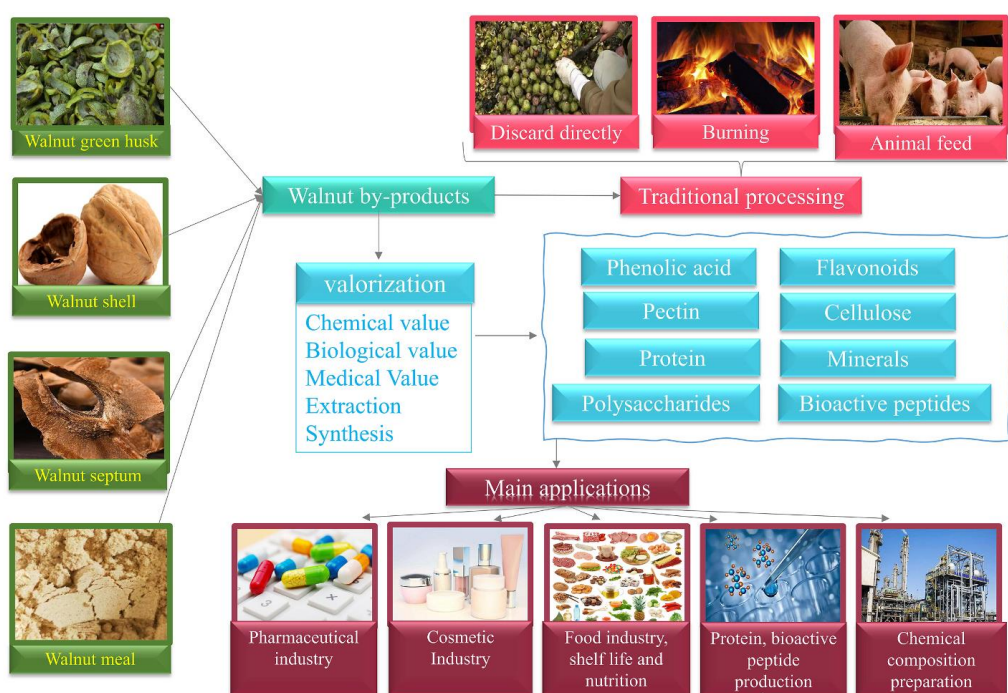 Walnut green husk
Walnut shell
Walnut septum
Walnut meal
Discard directly
Burning
Animal feed
Walnut by-products
Traditional processing
valorization
Chemical value
Biological value
Medical Value
Extraction
Synthesis
Phenolic acid
Flavonoids
Pectin
Cellulose
Protein
Minerals
Polysaccharides
Bioactive peptides
Main applications
Pharmaceutical
industry
Cosmetic
Industry
Food industry,
shelf life and
nutrition
Protein, bioactive
peptide
production
Chemical
composition
preparation